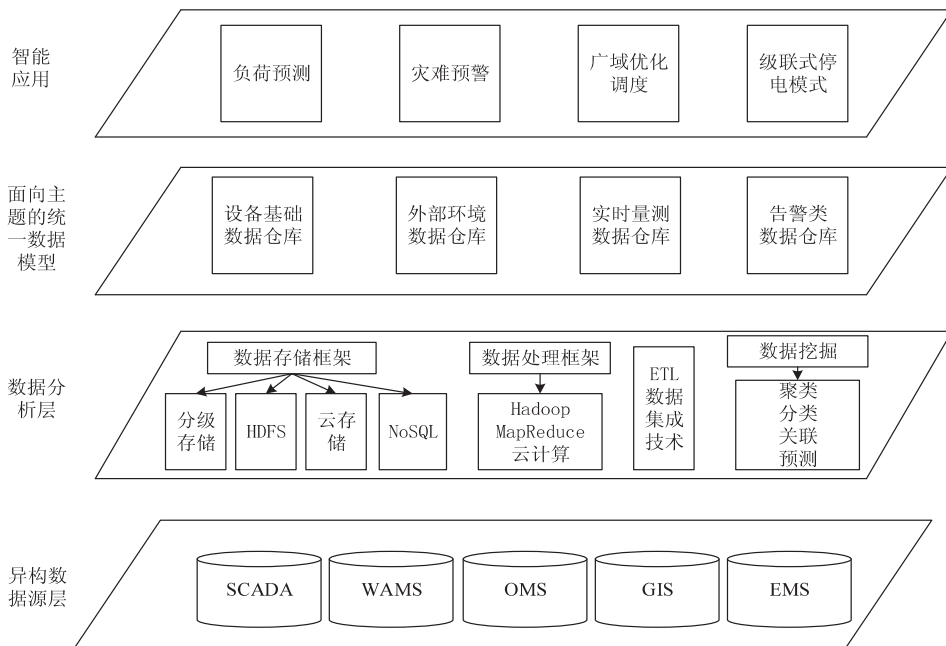 智能
应用
负荷预测
灾难预警
广域优化
调度
级联式停
电模式
面向主
题的统
一数据
模型
设备基础
数据仓库
外部环境
数据仓库
实时量测
数据仓库
告警类
数据仓库
数据分
析层
数据存储框架
分级
存储
HDFS
云存
储
NoSQL
数据处理框架
Hadoop
MapReduce
云计算
ETL
数据
集成
技术
数据挖掘
聚类
分类
关联
预测
异构数
据源层
SCADA
WAMS
OMS
GIS
EMS